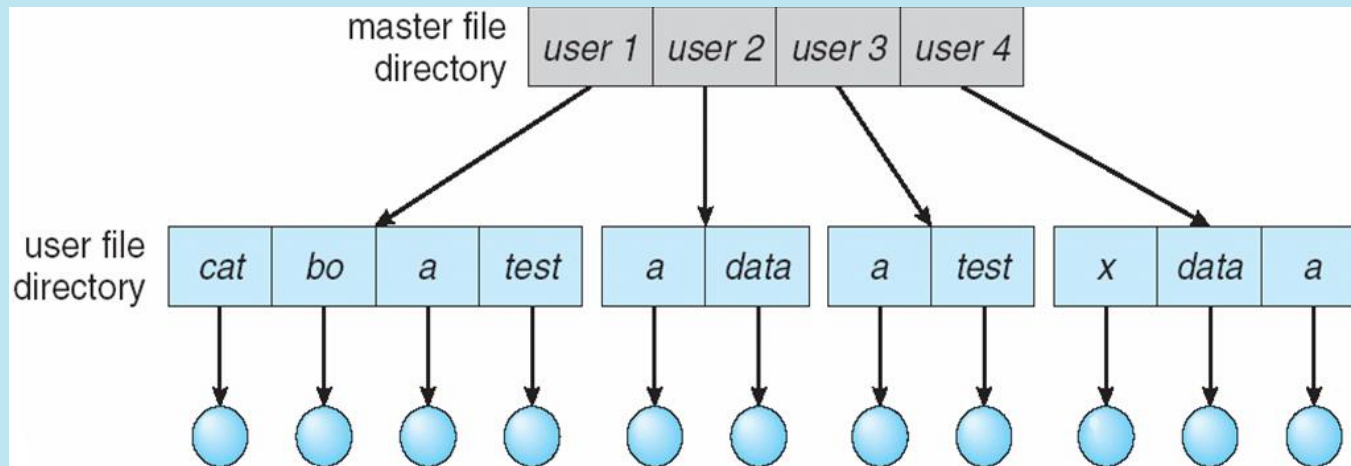 master file
directory
user 1 user 2 user 3 user 4
user file
directory
cat bo a test a data a test x data a